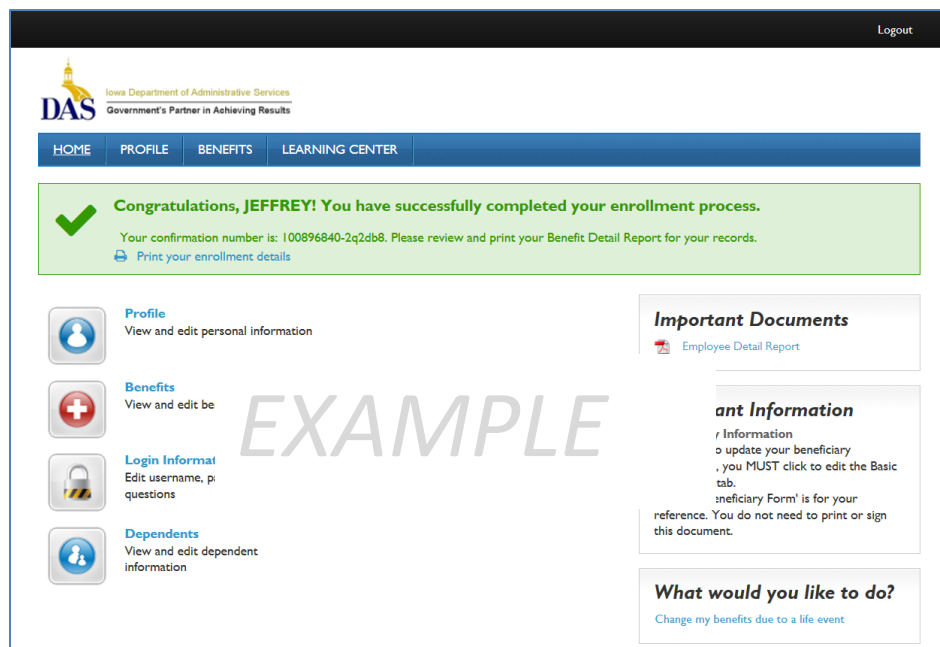 Logout
DAS
Iowa Department of Administrative Services
Government's Partner in Achieving Results
HOME PROFILE BENEFITS LEARNING CENTER
Congratulations, JEFFREY! You have successfully completed your enrollment process.
Your confirmation number is: 100896840-2q2db8. Please review and print your Benefit Detail Report for your records.
Print your enrollment details
Profile
View and edit personal information
Benefits
View and edit be
Login Informat
Edit username, p
questions
Dependents
View and edit dependent
information
EXAMPLE
Important Documents
Employee Detail Report
ant Information
y Information
o update your beneficiary
, you MUST click to edit the Basic
tab.
eneficiary Form' is for your
reference. You do not need to print or sign
this document.
What would you like to do?
Change my benefits due to a life event